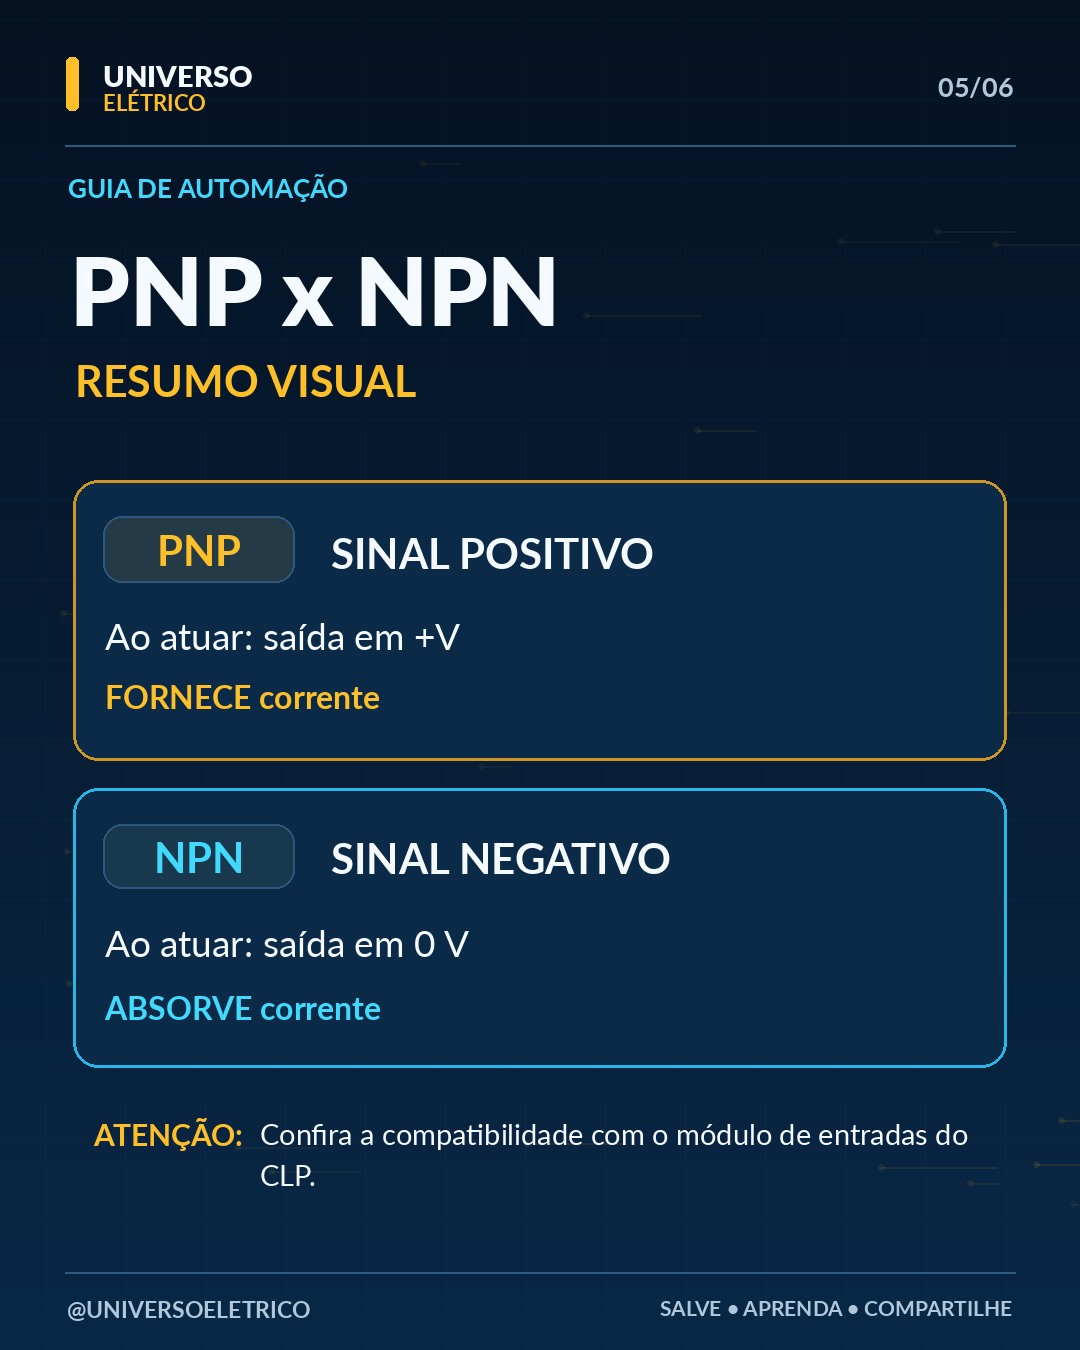 UNIVERSO
ELÉTRICO
05/06
GUIA DE AUTOMAÇÃO
PNP x NPN
RESUMO VISUAL
PNP
SINAL POSITIVO
Ao atuar: saída em +V
FORNECE corrente
NPN
SINAL NEGATIVO
Ao atuar: saída em 0 V
ABSORVE corrente
ATENÇÃO: Confira a compatibilidade com o módulo de entradas do
CLP.
@UNIVERSOELETRICO
SALVE • APRENDA • COMPARTILHE